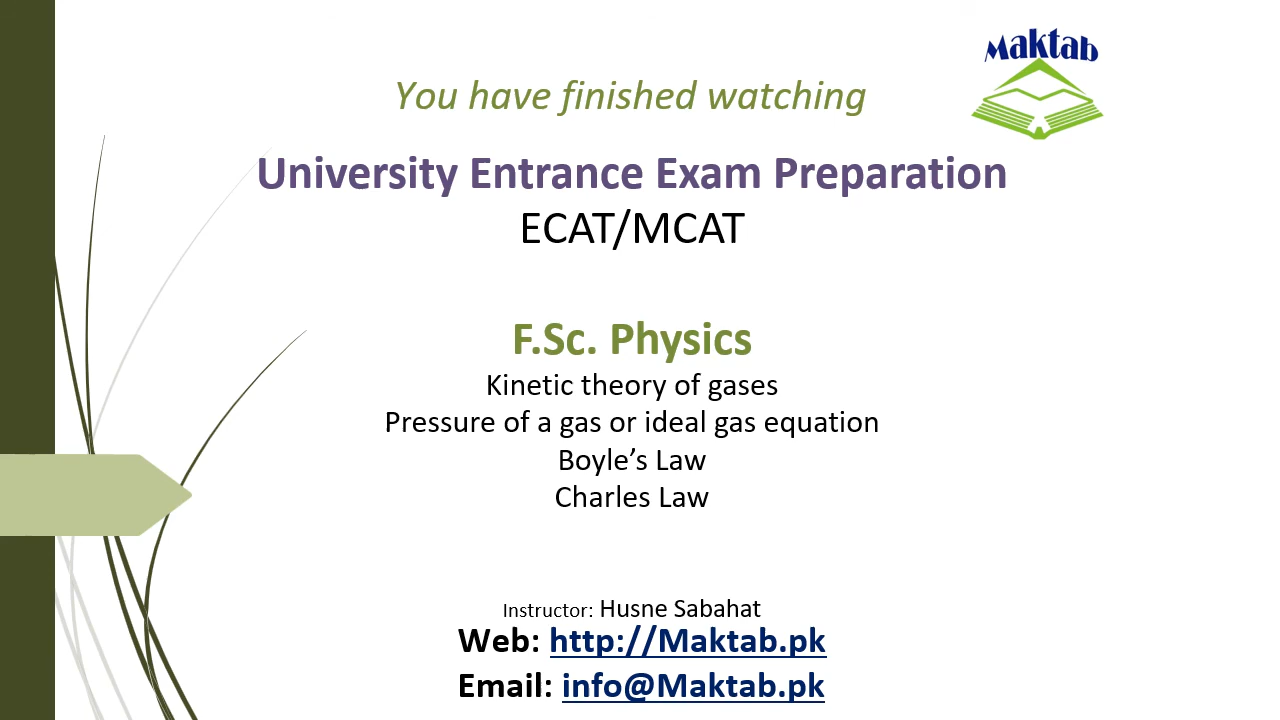 Maktab
You have finished watching
University Entrance Exam Preparation
ECAT/MCAT
F.Sc. Physics
Kinetic theory of gases
Pressure of a gas or ideal gas equation
Boyle’s Law
Charles Law
Instructor: Husne Sabahat
Web: http://Maktab.pk
Email: info@Maktab.pk